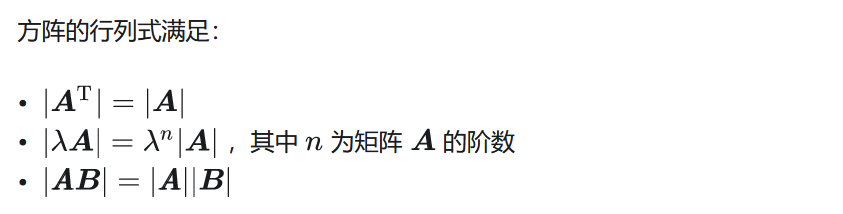 方阵的行列式满足：
• |𝑨ᵀ| = |𝑨|
• |λ𝑨| = λⁿ|𝑨| ，其中 n 为矩阵 𝑨 的阶数
• |𝑨𝑩| = |𝑨||𝑩|